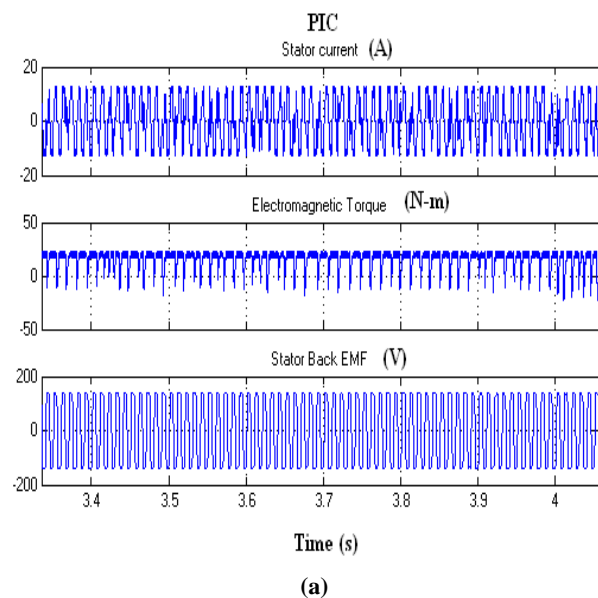 PIC
Stator current (A)
20
0
-20
Electromagnetic Torque (N-m)
50
0
-50
Stator Back EMF (V)
200
0
-200
3.4 3.5 3.6 3.7 3.8 3.9 4
Time (s)
(a)